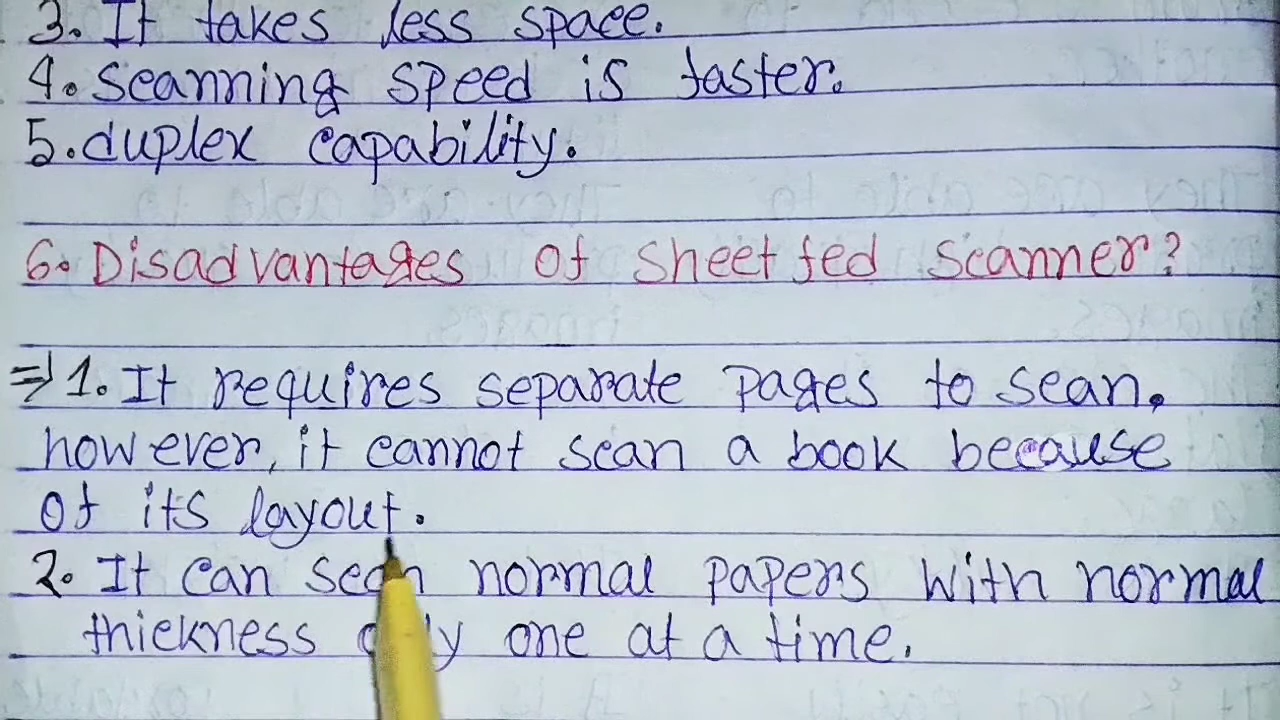 3. It takes less space.
4. scanning speed is faster.
5. duplex capability.
6. Disadvantages of sheet fed scanner?
⇒ 1. It requires separate pages to scan.
however, it cannot scan a book because
of its layout.
2. It can scan normal papers with normal
thickness only one at a time.